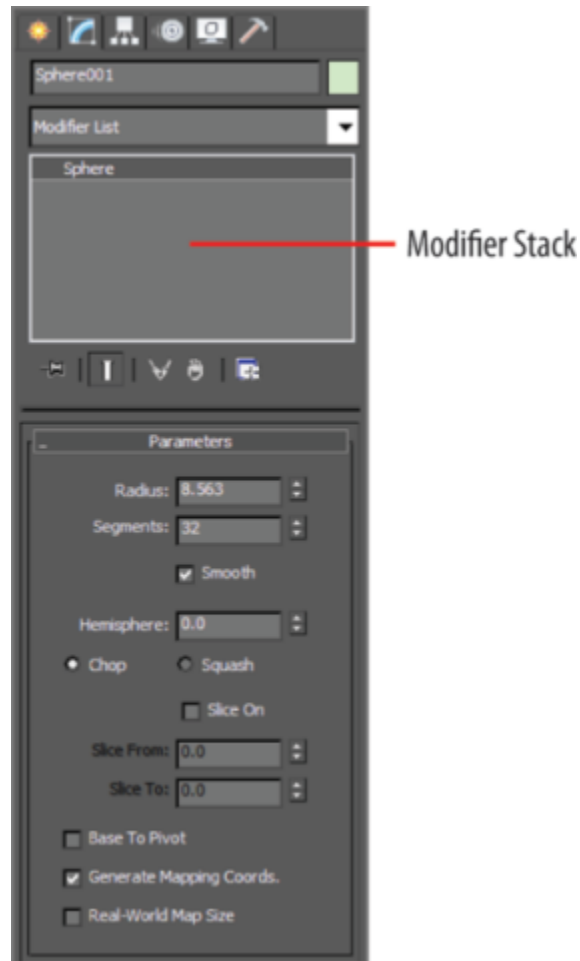 Sphere001
Modifier List
Sphere
Modifier Stack
- Parameters
Radius: 8.563
Segments: 32
Smooth
Hemisphere: 0.0
Chop Squash
Slice On
Slice From: 0.0
Slice To: 0.0
Base To Pivot
Generate Mapping Coords.
Real-World Map Size